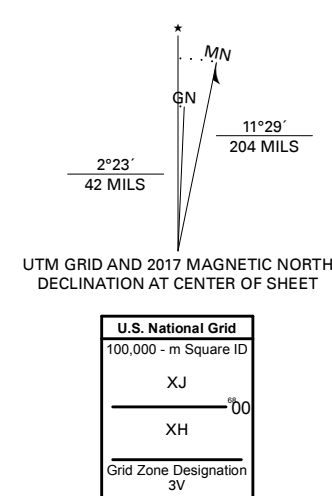 ★
MN
GN
11°29´
204 MILS
2°23´
42 MILS
UTM GRID AND 2017 MAGNETIC NORTH
DECLINATION AT CENTER OF SHEET
U.S. National Grid
100,000 - m Square ID
XJ
6800
XH
Grid Zone Designation
3V